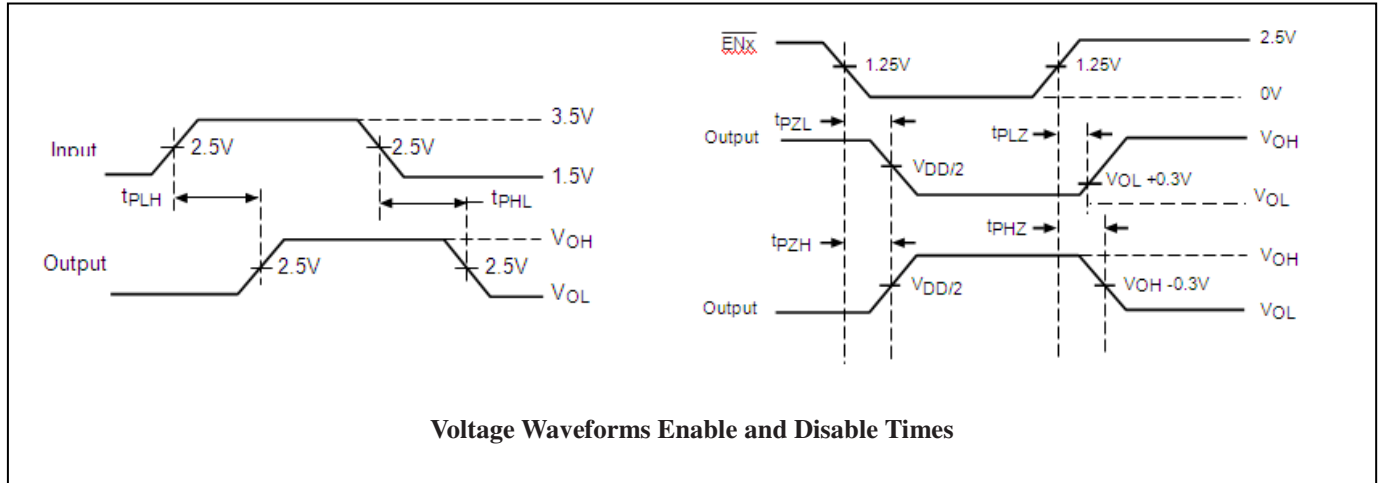 Input
3.5V
2.5V
2.5V
1.5V
tPLH
tPHL
Output
VOH
2.5V
2.5V
VOL
ENx
2.5V
1.25V
1.25V
0V
tPZL
tPLZ
Output
VOH
VDD/2
VOL +0.3V
VOL
tPZH
tPHZ
VOH
VDD/2
VOH -0.3V
Output
VOL
Voltage Waveforms Enable and Disable Times